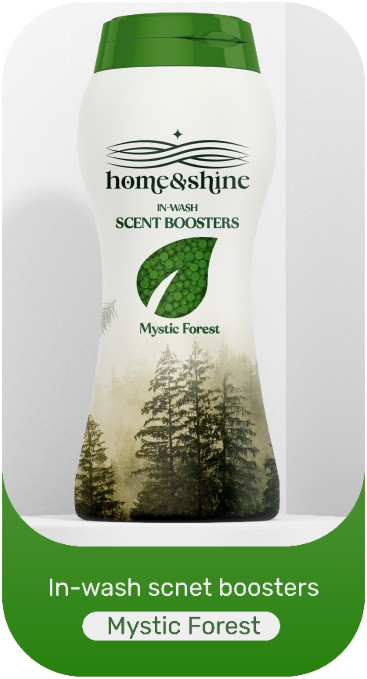 home&shine
IN-WASH
SCENT BOOSTERS
Mystic Forest
In-wash scnet boosters
Mystic Forest